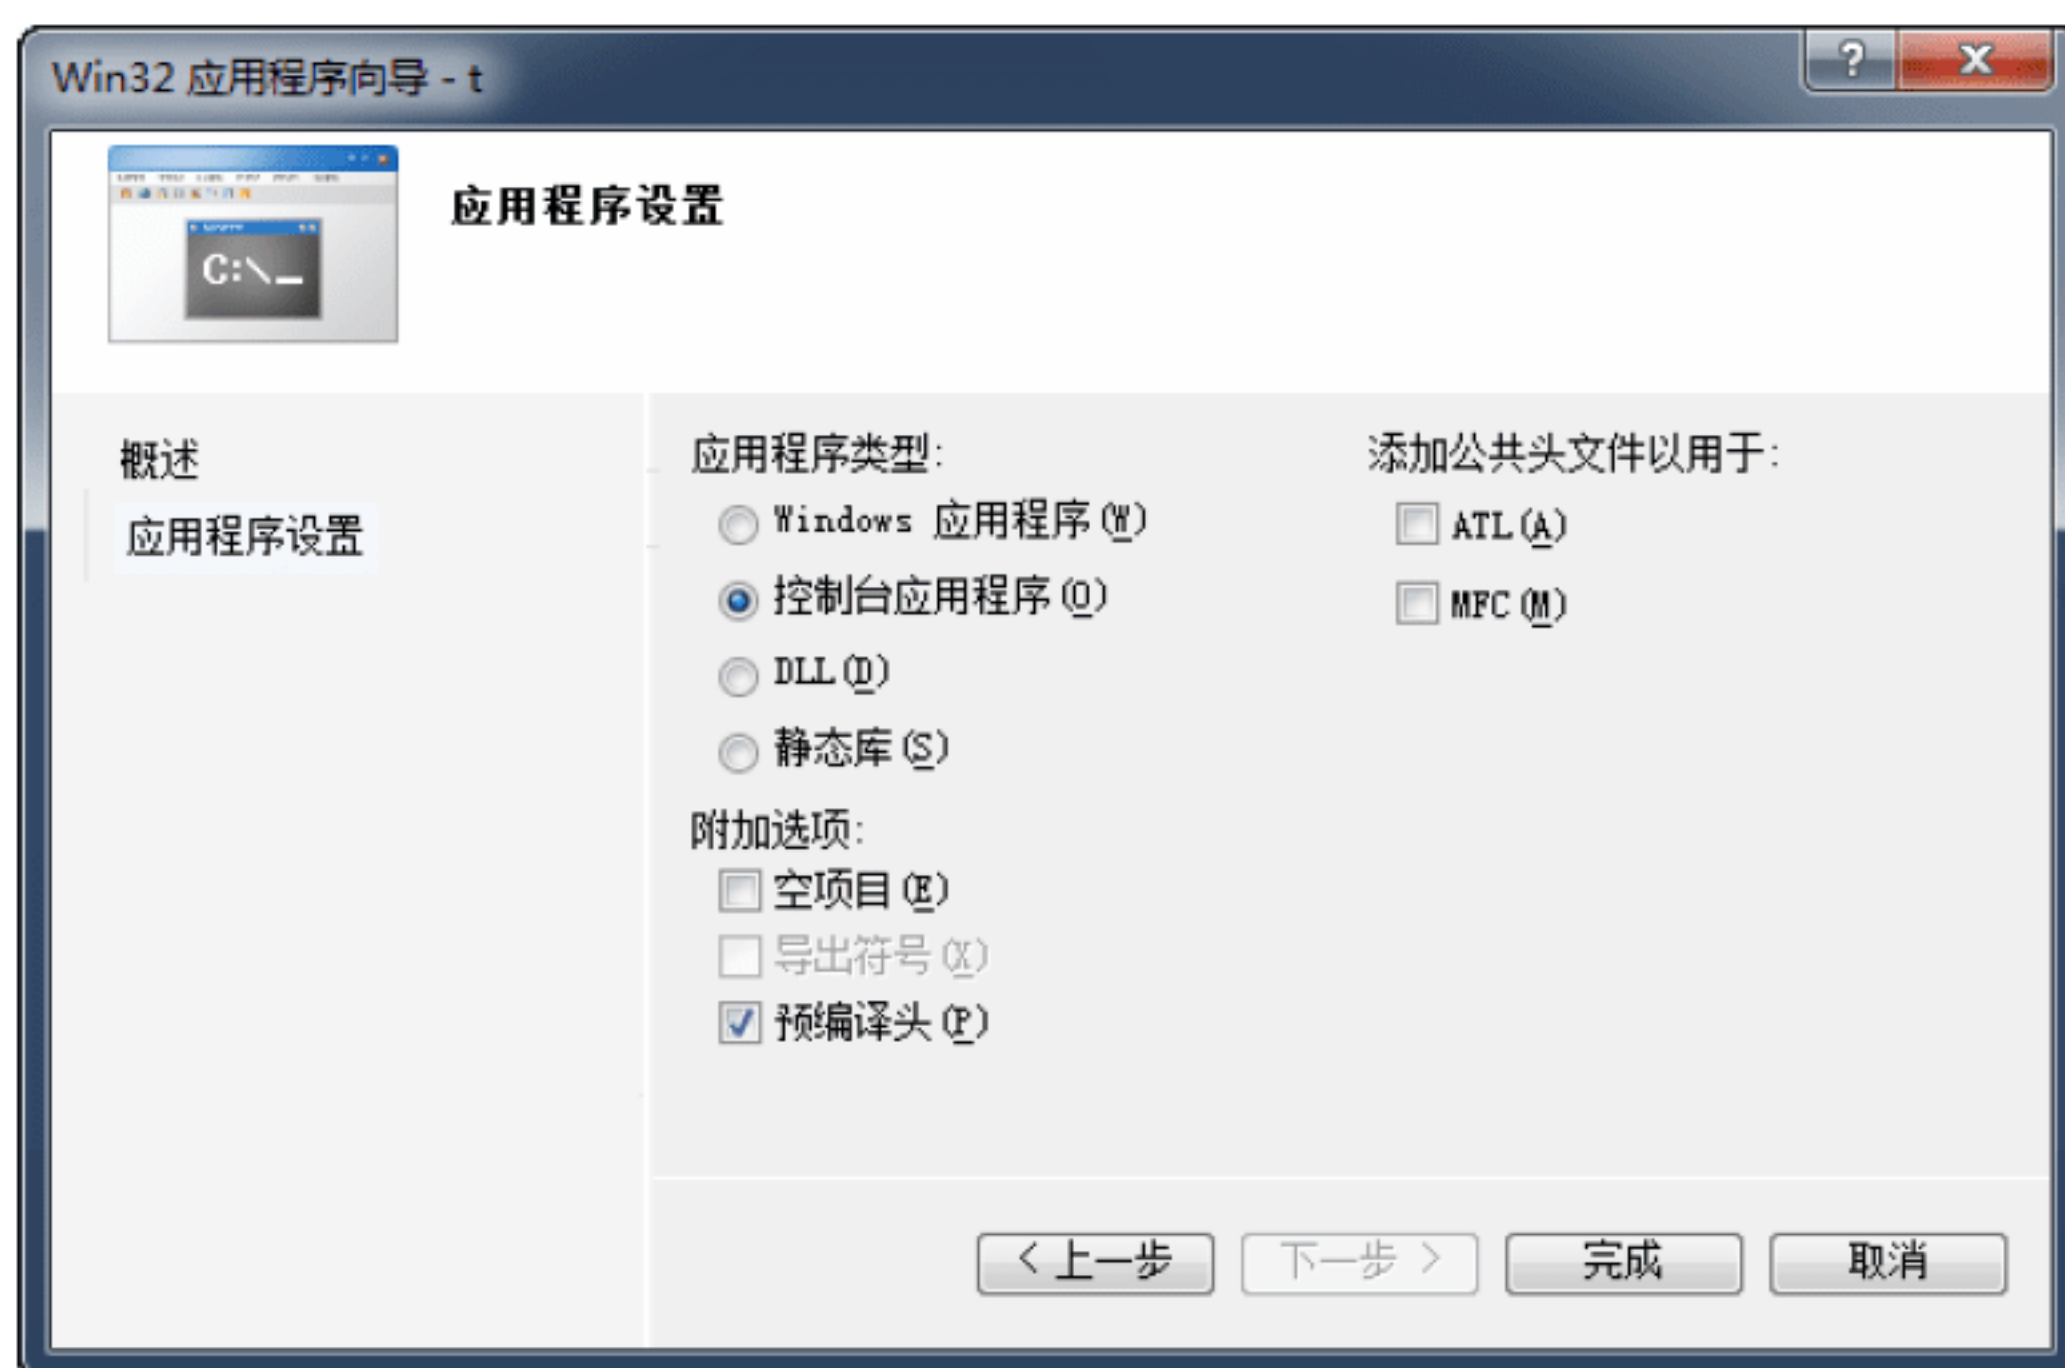 Win32 应用程序向导 - t
?
应用程序设置
C:\_
概述
应用程序设置
应用程序类型:
Windows 应用程序(W)
控制台应用程序(O)
DLL(D)
静态库(S)
附加选项:
空项目(E)
导出符号(X)
预编译头(P)
添加公共头文件以用于:
ATL(A)
MFC(M)
< 上一步
下一步 >
完成
取消